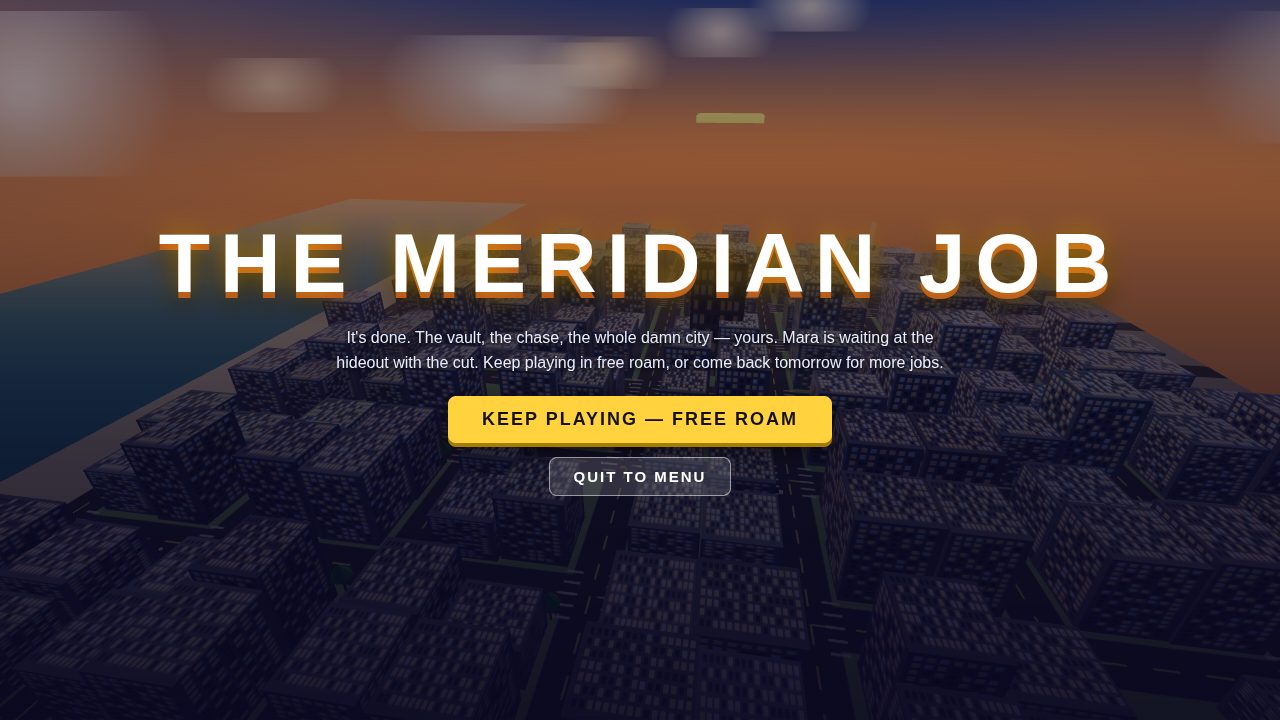 THE MERIDIAN JOB
It's done. The vault, the chase, the whole damn city — yours. Mara is waiting at the
hideout with the cut. Keep playing in free roam, or come back tomorrow for more jobs.
KEEP PLAYING — FREE ROAM
QUIT TO MENU